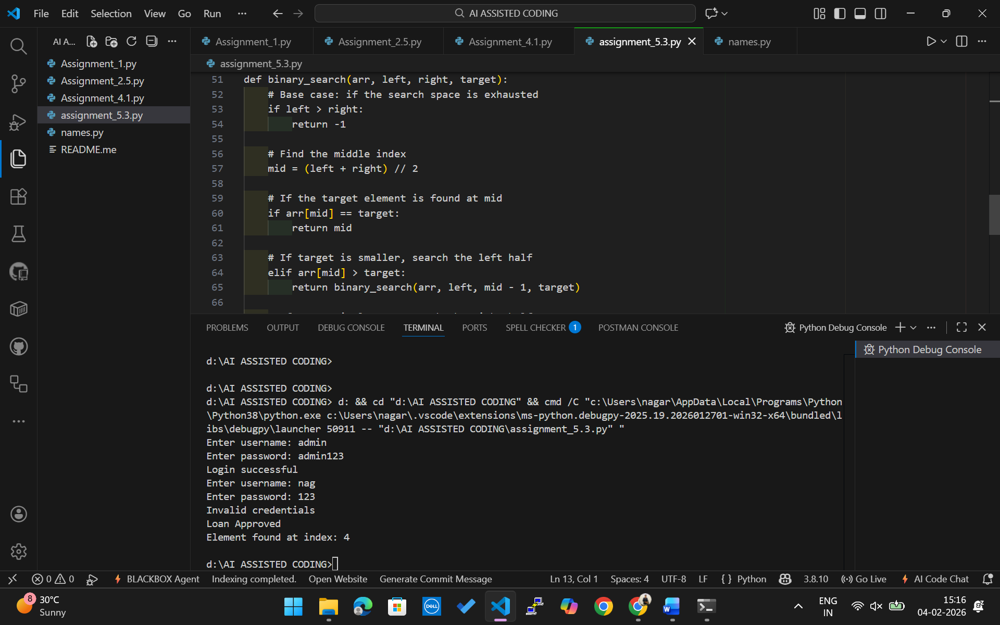 File Edit Selection View Go Run ···
AI ASSISTED CODING
AI A...
Assignment_1.py
Assignment_2.5.py
Assignment_4.1.py
assignment_5.3.py
names.py
README.me
Assignment_1.py
Assignment_2.5.py
Assignment_4.1.py
assignment_5.3.py
names.py
assignment_5.3.py
51 def binary_search(arr, left, right, target):
52 # Base case: if the search space is exhausted
53 if left > right:
54 return -1
55
56 # Find the middle index
57 mid = (left + right) // 2
58
59 # If the target element is found at mid
60 if arr[mid] == target:
61 return mid
62
63 # If target is smaller, search the left half
64 elif arr[mid] > target:
65 return binary_search(arr, left, mid - 1, target)
66
PROBLEMS OUTPUT DEBUG CONSOLE TERMINAL PORTS SPELL CHECKER 1 POSTMAN CONSOLE
Python Debug Console
Python Debug Console
d:\AI ASSISTED CODING>
d:\AI ASSISTED CODING>
d:\AI ASSISTED CODING> d: && cd "d:\AI ASSISTED CODING" && cmd /C "c:\Users\nagar\AppData\Local\Programs\Python
\Python38\python.exe c:\Users\nagar\.vscode\extensions\ms-python.debugpy-2025.19.2026012701-win32-x64\bundled\l
ibs\debugpy\launcher 50911 -- "d:\AI ASSISTED CODING\assignment_5.3.py" "
Enter username: admin
Enter password: admin123
Login successful
Enter username: nag
Enter password: 123
Invalid credentials
Loan Approved
Element found at index: 4
d:\AI ASSISTED CODING>
0 0 BLACKBOX Agent Indexing completed. Open Website Generate Commit Message Ln 13, Col 1 Spaces: 4 UTF-8 LF { } Python 3.8.10 Go Live AI Code Chat
8
30°C
Sunny
DELL
W
ENG
IN
15:16
04-02-2026